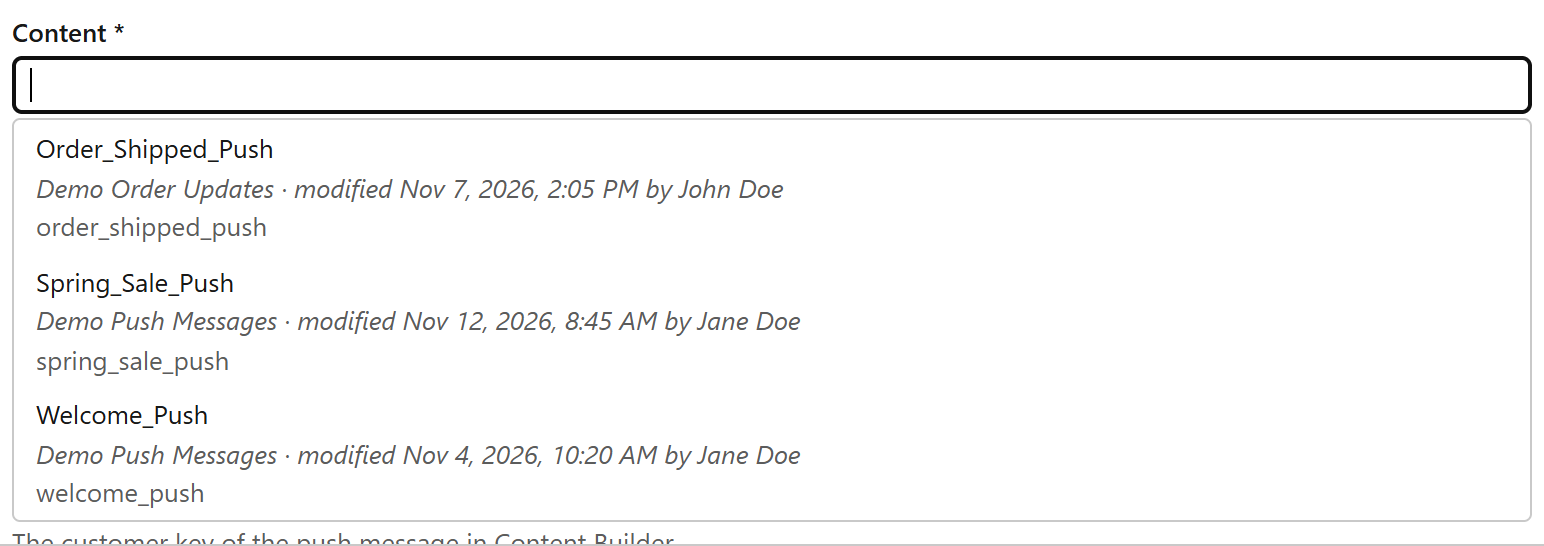 Content *
Order_Shipped_Push
Demo Order Updates · modified Nov 7, 2026, 2:05 PM by John Doe
order_shipped_push
Spring_Sale_Push
Demo Push Messages · modified Nov 12, 2026, 8:45 AM by Jane Doe
spring_sale_push
Welcome_Push
Demo Push Messages · modified Nov 4, 2026, 10:20 AM by Jane Doe
welcome_push
The customer key of the push message in Content Builder